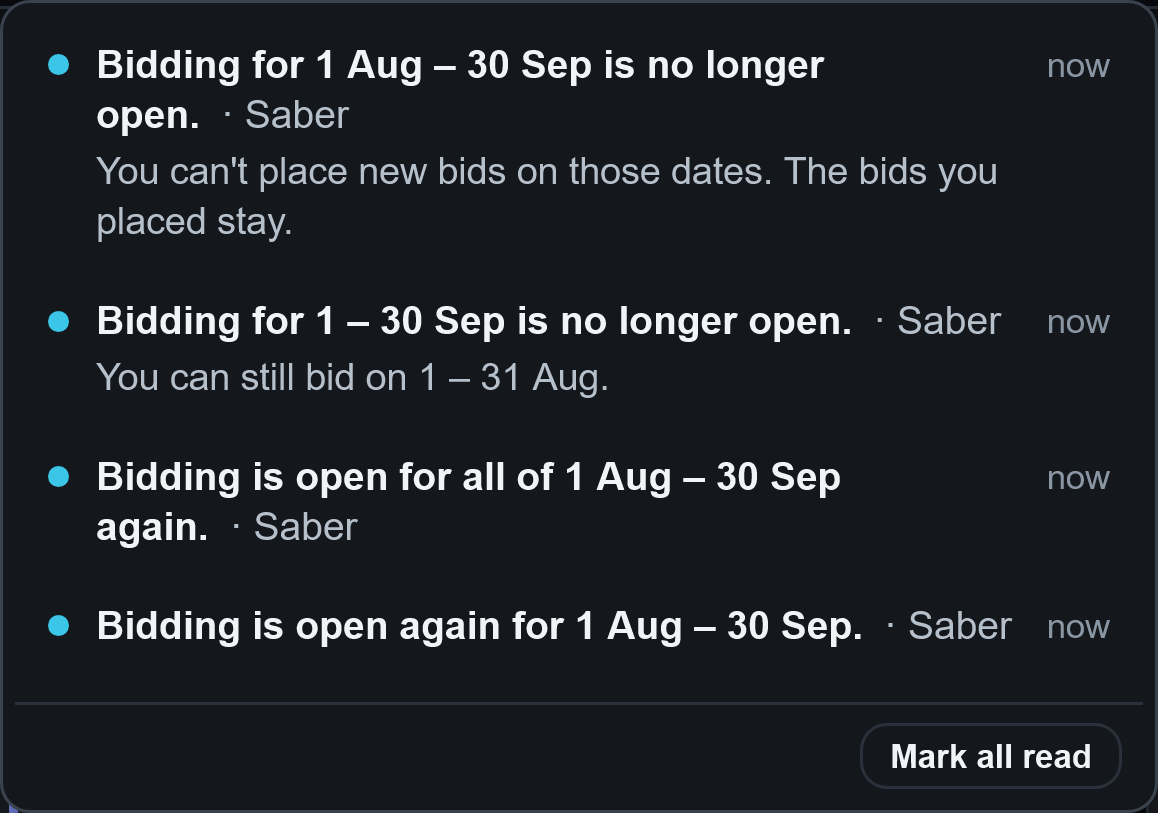 Bidding for 1 Aug – 30 Sep is no longer now
open. · Saber
You can't place new bids on those dates. The bids you
placed stay.
Bidding for 1 – 30 Sep is no longer open. · Saber now
You can still bid on 1 – 31 Aug.
Bidding is open for all of 1 Aug – 30 Sep now
again. · Saber
Bidding is open again for 1 Aug – 30 Sep. · Saber now
Mark all read